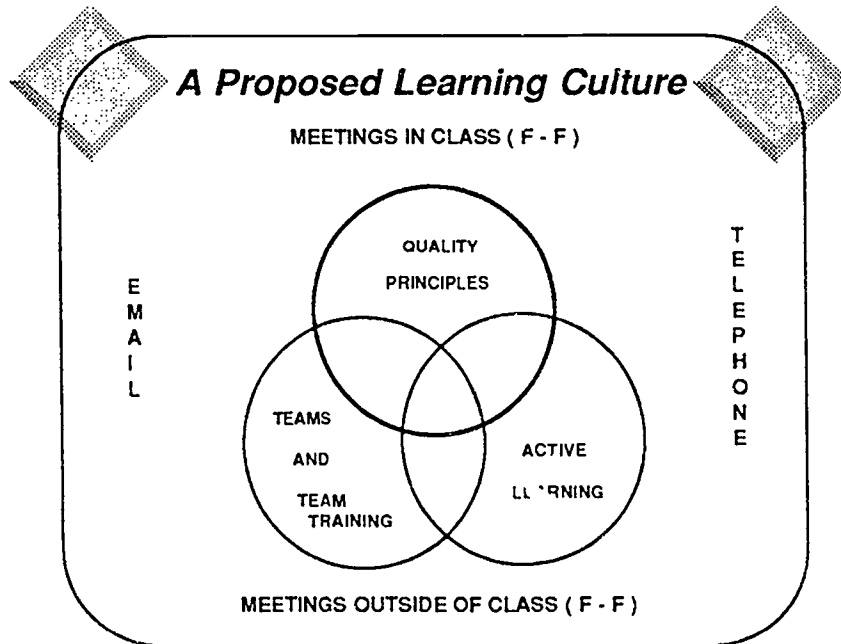 A Proposed Learning Culture
MEETINGS IN CLASS ( F - F )
QUALITY
PRINCIPLES
EMAIL
TELEPHONE
TEAMS
AND
TEAM
TRAINING
ACTIVE
MEETINGS OUTSIDE OF CLASS ( F - F )